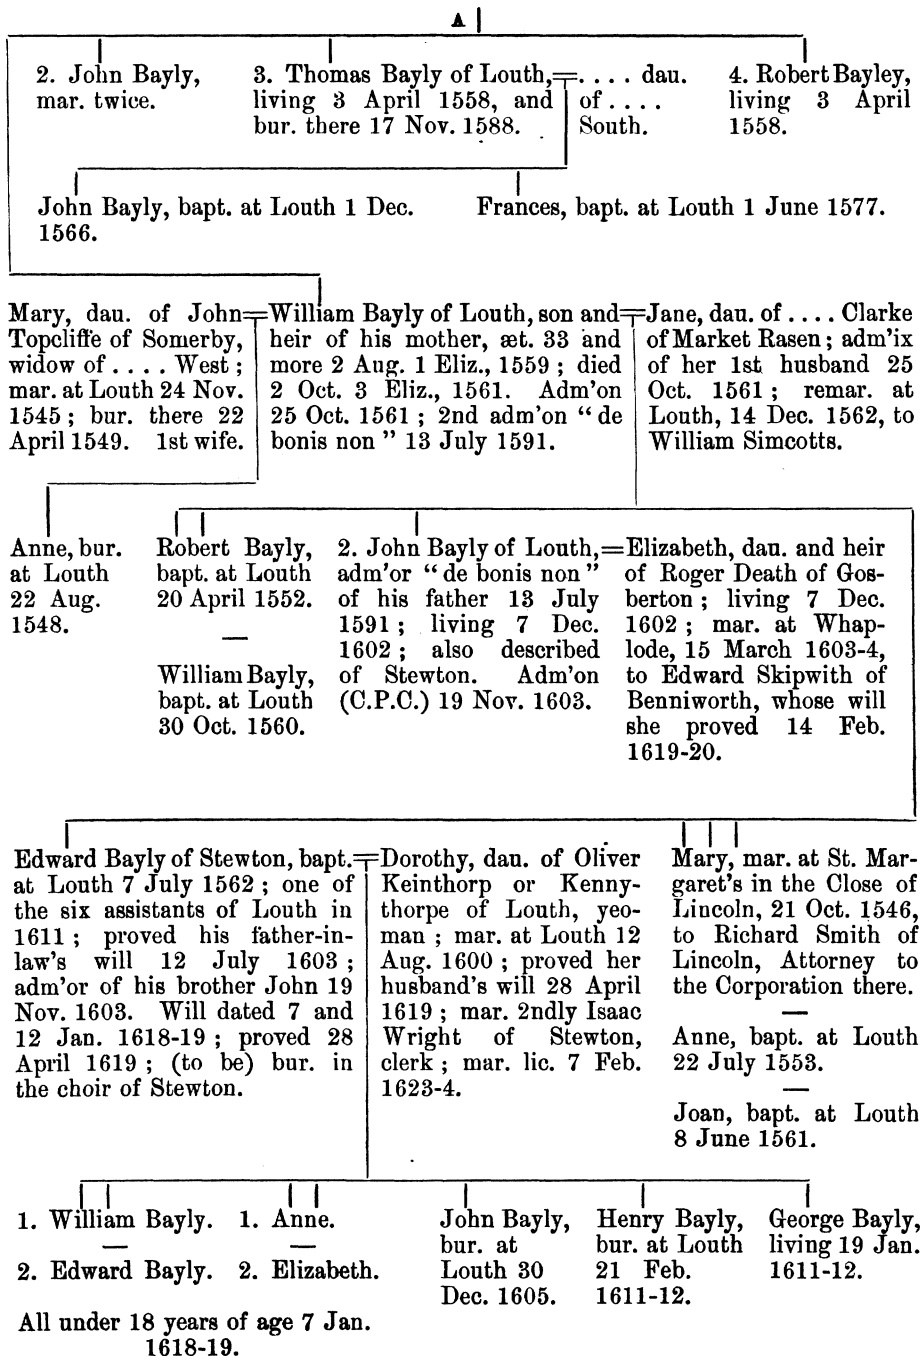 A
2. John Bayly,
mar. twice.
3. Thomas Bayly of Louth,
living 3 April 1558, and
bur. there 17 Nov. 1588.
= . . . . dau.
of . . . .
South.
4. Robert Bayley,
living 3 April
1558.
John Bayly, bapt. at Louth 1 Dec.
1566.
Frances, bapt. at Louth 1 June 1577.
Mary, dau. of John
Topcliffe of Somerby,
widow of . . . . West ;
mar. at Louth 24 Nov.
1545 ; bur. there 22
April 1549. 1st wife.
=William Bayly of Louth, son and
heir of his mother, æt. 33 and
more 2 Aug. 1 Eliz., 1559 ; died
2 Oct. 3 Eliz., 1561. Adm'on
25 Oct. 1561 ; 2nd adm'on “ de
bonis non ” 13 July 1591.
=Jane, dau. of . . . . Clarke
of Market Rasen ; adm'ix
of her 1st husband 25
Oct. 1561 ; remar. at
Louth, 14 Dec. 1562, to
William Simcotts.
Anne, bur.
at Louth
22 Aug.
1548.
Robert Bayly,
bapt. at Louth
20 April 1552.
—
William Bayly,
bapt. at Louth
30 Oct. 1560.
2. John Bayly of Louth,
adm'or “ de bonis non ”
of his father 13 July
1591 ; living 7 Dec.
1602 ; also described
of Stewton. Adm'on
(C.P.C.) 19 Nov. 1603.
=Elizabeth, dau. and heir
of Roger Death of Gos-
berton ; living 7 Dec.
1602 ; mar. at Whap-
lode, 15 March 1603-4,
to Edward Skipwith of
Benniworth, whose will
she proved 14 Feb.
1619-20.
Edward Bayly of Stewton, bapt.
at Louth 7 July 1562 ; one of
the six assistants of Louth in
1611 ; proved his father-in-
law's will 12 July 1603 ;
adm'or of his brother John 19
Nov. 1603. Will dated 7 and
12 Jan. 1618-19 ; proved 28
April 1619 ; (to be) bur. in
the choir of Stewton.
=Dorothy, dau. of Oliver
Keinthorp or Kenny-
thorpe of Louth, yeo-
man ; mar. at Louth 12
Aug. 1600 ; proved her
husband's will 28 April
1619 ; mar. 2ndly Isaac
Wright of Stewton,
clerk ; mar. lic. 7 Feb.
1623-4.
Mary, mar. at St. Mar-
garet's in the Close of
Lincoln, 21 Oct. 1546,
to Richard Smith of
Lincoln, Attorney to
the Corporation there.
—
Anne, bapt. at Louth
22 July 1553.
—
Joan, bapt. at Louth
8 June 1561.
1. William Bayly.
—
2. Edward Bayly.
1. Anne.
—
2. Elizabeth.
All under 18 years of age 7 Jan.
1618-19.
John Bayly,
bur. at
Louth 30
Dec. 1605.
Henry Bayly,
bur. at Louth
21 Feb.
1611-12.
George Bayly,
living 19 Jan.
1611-12.